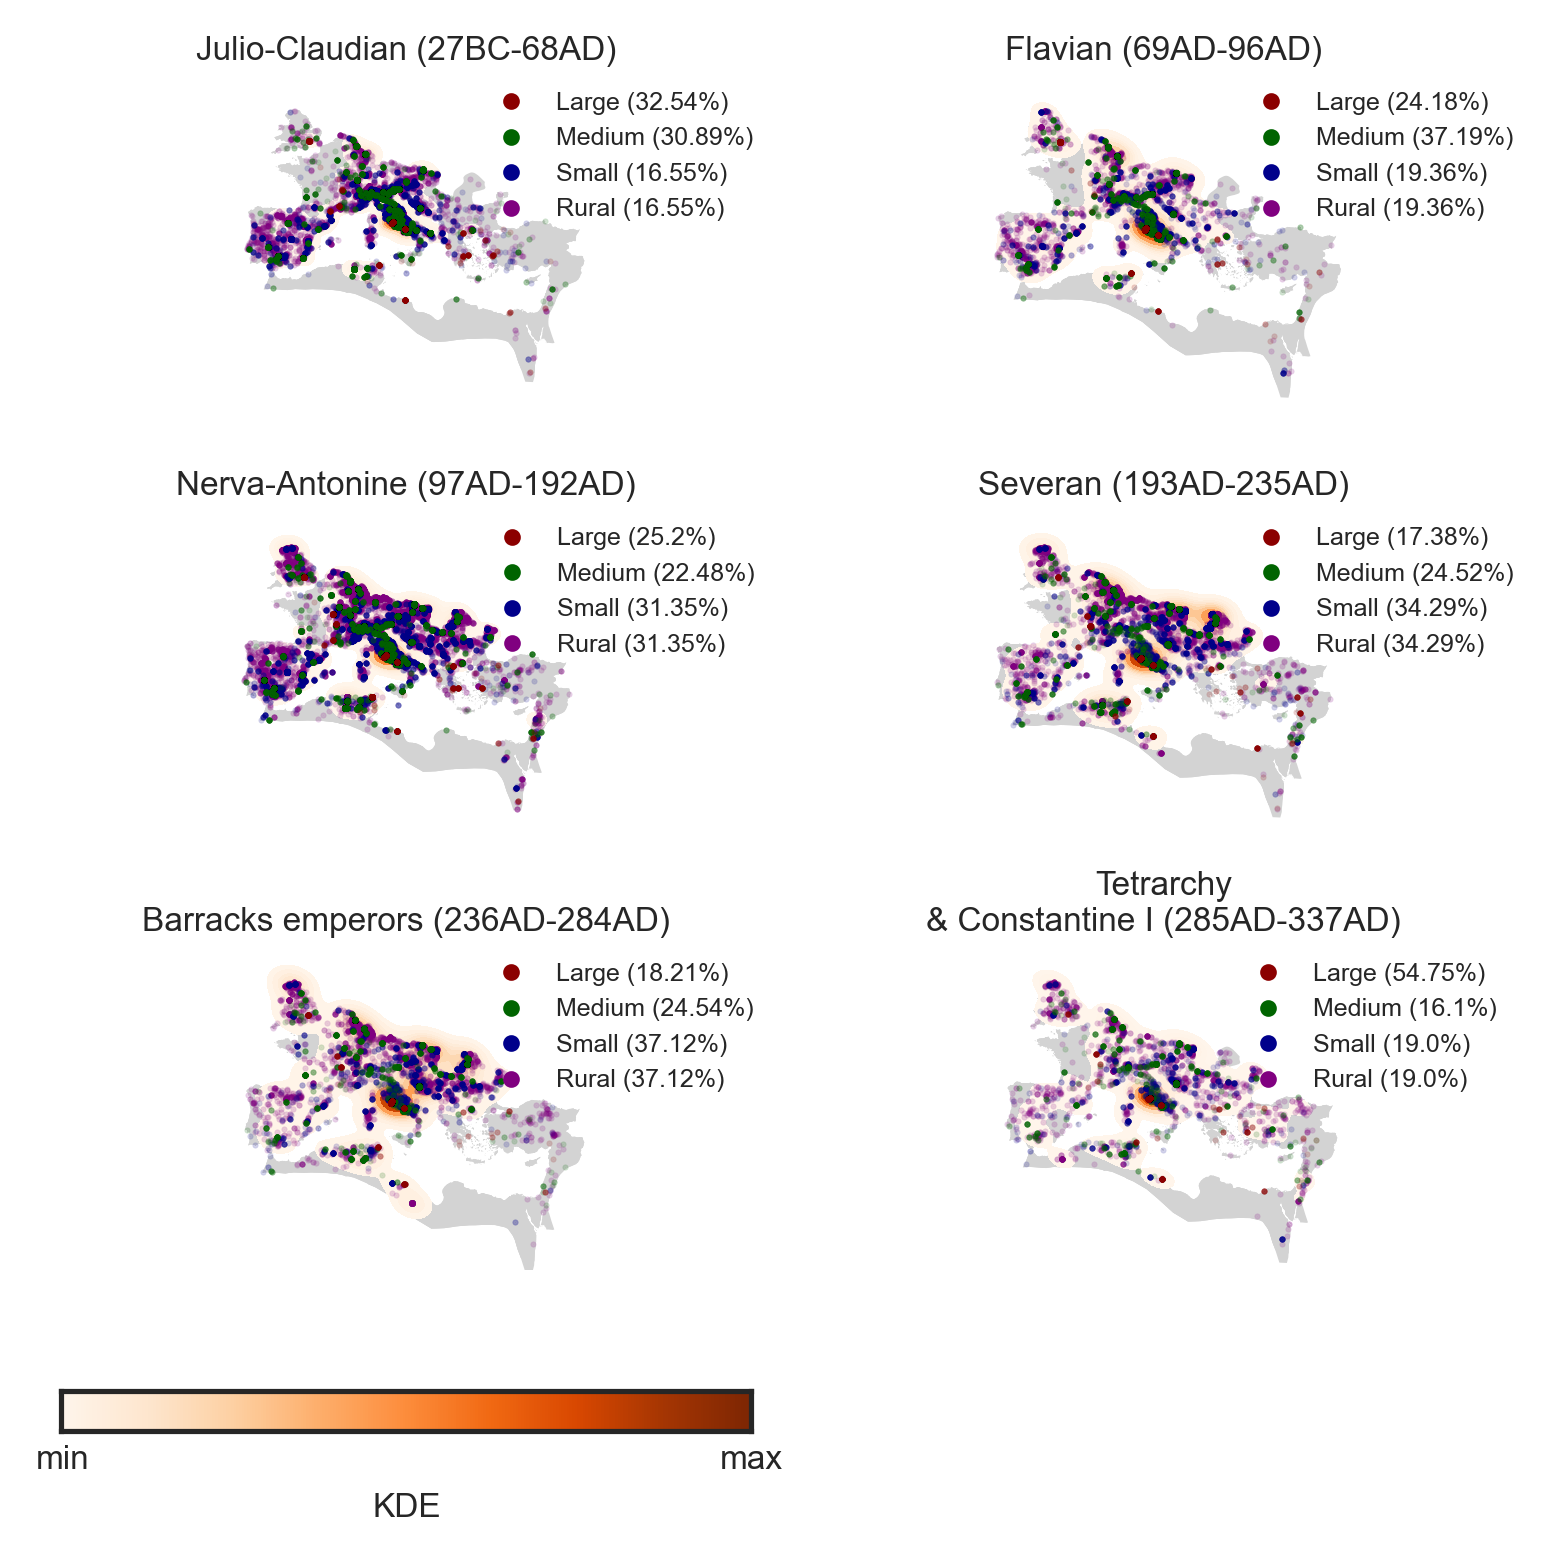 Julio-Claudian (27BC-68AD)
Large (32.54%)
Medium (30.89%)
Small (16.55%)
Rural (16.55%)
Flavian (69AD-96AD)
Large (24.18%)
Medium (37.19%)
Small (19.36%)
Rural (19.36%)
Nerva-Antonine (97AD-192AD)
Large (25.2%)
Medium (22.48%)
Small (31.35%)
Rural (31.35%)
Severan (193AD-235AD)
Large (17.38%)
Medium (24.52%)
Small (34.29%)
Rural (34.29%)
Barracks emperors (236AD-284AD)
Large (18.21%)
Medium (24.54%)
Small (37.12%)
Rural (37.12%)
Tetrarchy
& Constantine I (285AD-337AD)
Large (54.75%)
Medium (16.1%)
Small (19.0%)
Rural (19.0%)
min
max
KDE